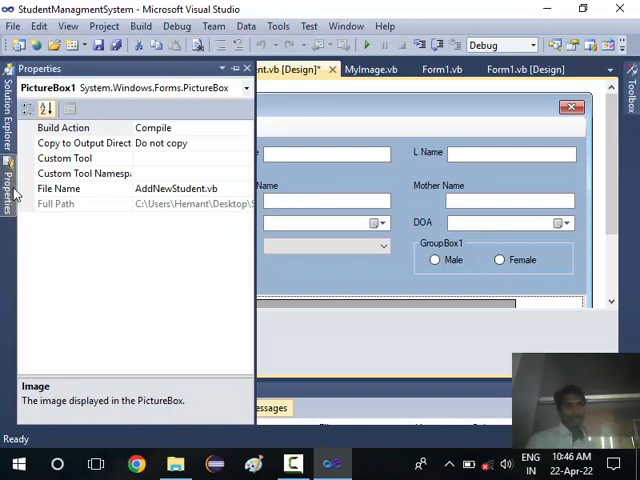 StudentManagmentSystem - Microsoft Visual Studio
File Edit View Project Build Debug Team Data Tools Test Window Help
Debug
Properties
ent.vb [Design]* MyImage.vb Form1.vb Form1.vb [Design]
PictureBox1 System.Windows.Forms.PictureBox
Solution Explorer
Properties
Toolbox
Build Action Compile
Copy to Output Direct Do not copy
Custom Tool
Custom Tool Namespa
File Name AddNewStudent.vb
Full Path C:\Users\Hemant\Desktop\S
e L Name
Name Mother Name
DOA
GroupBox1
Male Female
Image
The image displayed in the PictureBox.
essages
Ready
ENG 10:46 AM
IN 22-Apr-22